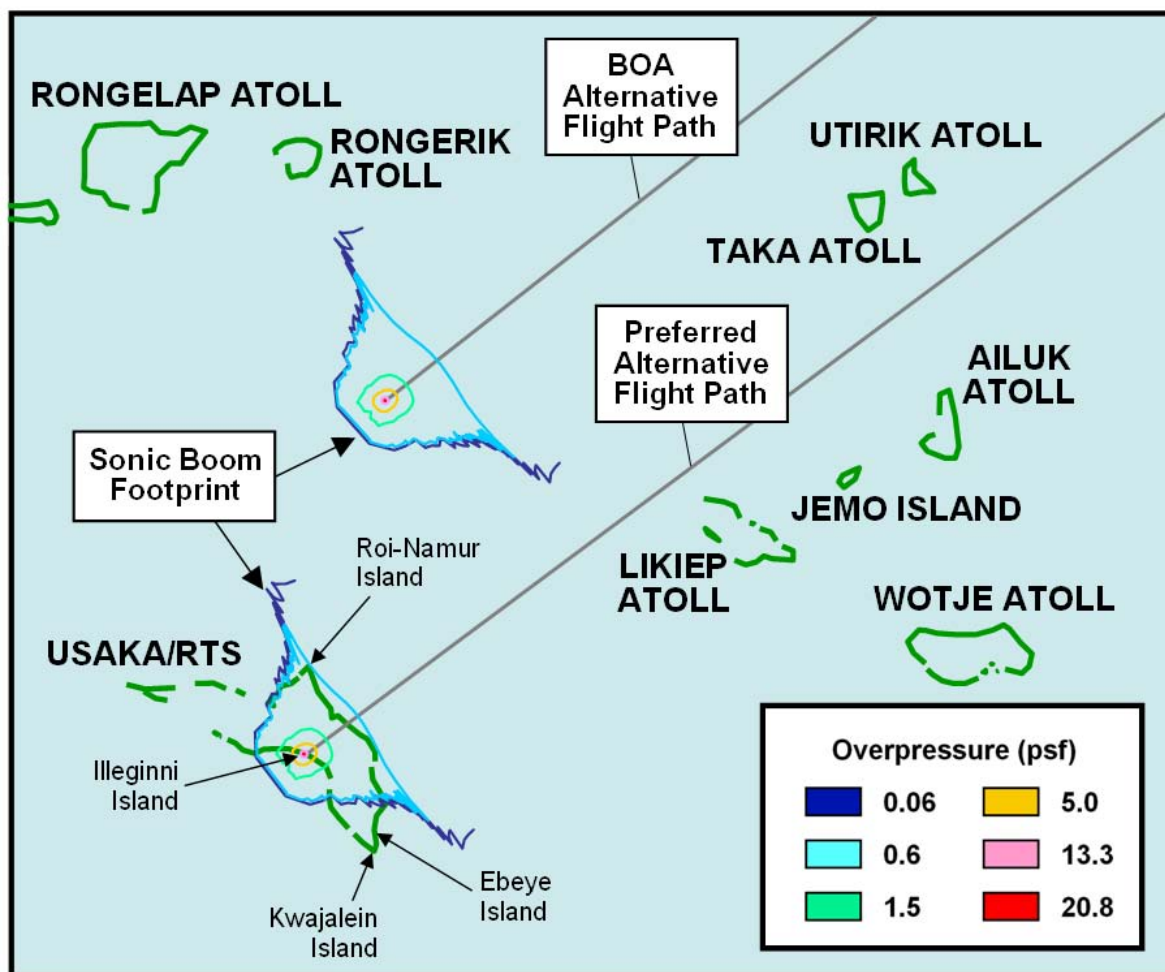 BOA
Alternative
Flight Path
RONGELAP ATOLL
RONGERIK
ATOLL
UTIRIK ATOLL
TAKA ATOLL
Preferred
Alternative
Flight Path
AILUK
ATOLL
Sonic Boom
Footprint
JEMO ISLAND
LIKIEP
ATOLL
Roi-Namur
Island
WOTJE ATOLL
USAKA/RTS
Illeginni
Island
Ebeye
Island
Kwajalein
Island
Overpressure (psf)
0.06
5.0
0.6
13.3
1.5
20.8